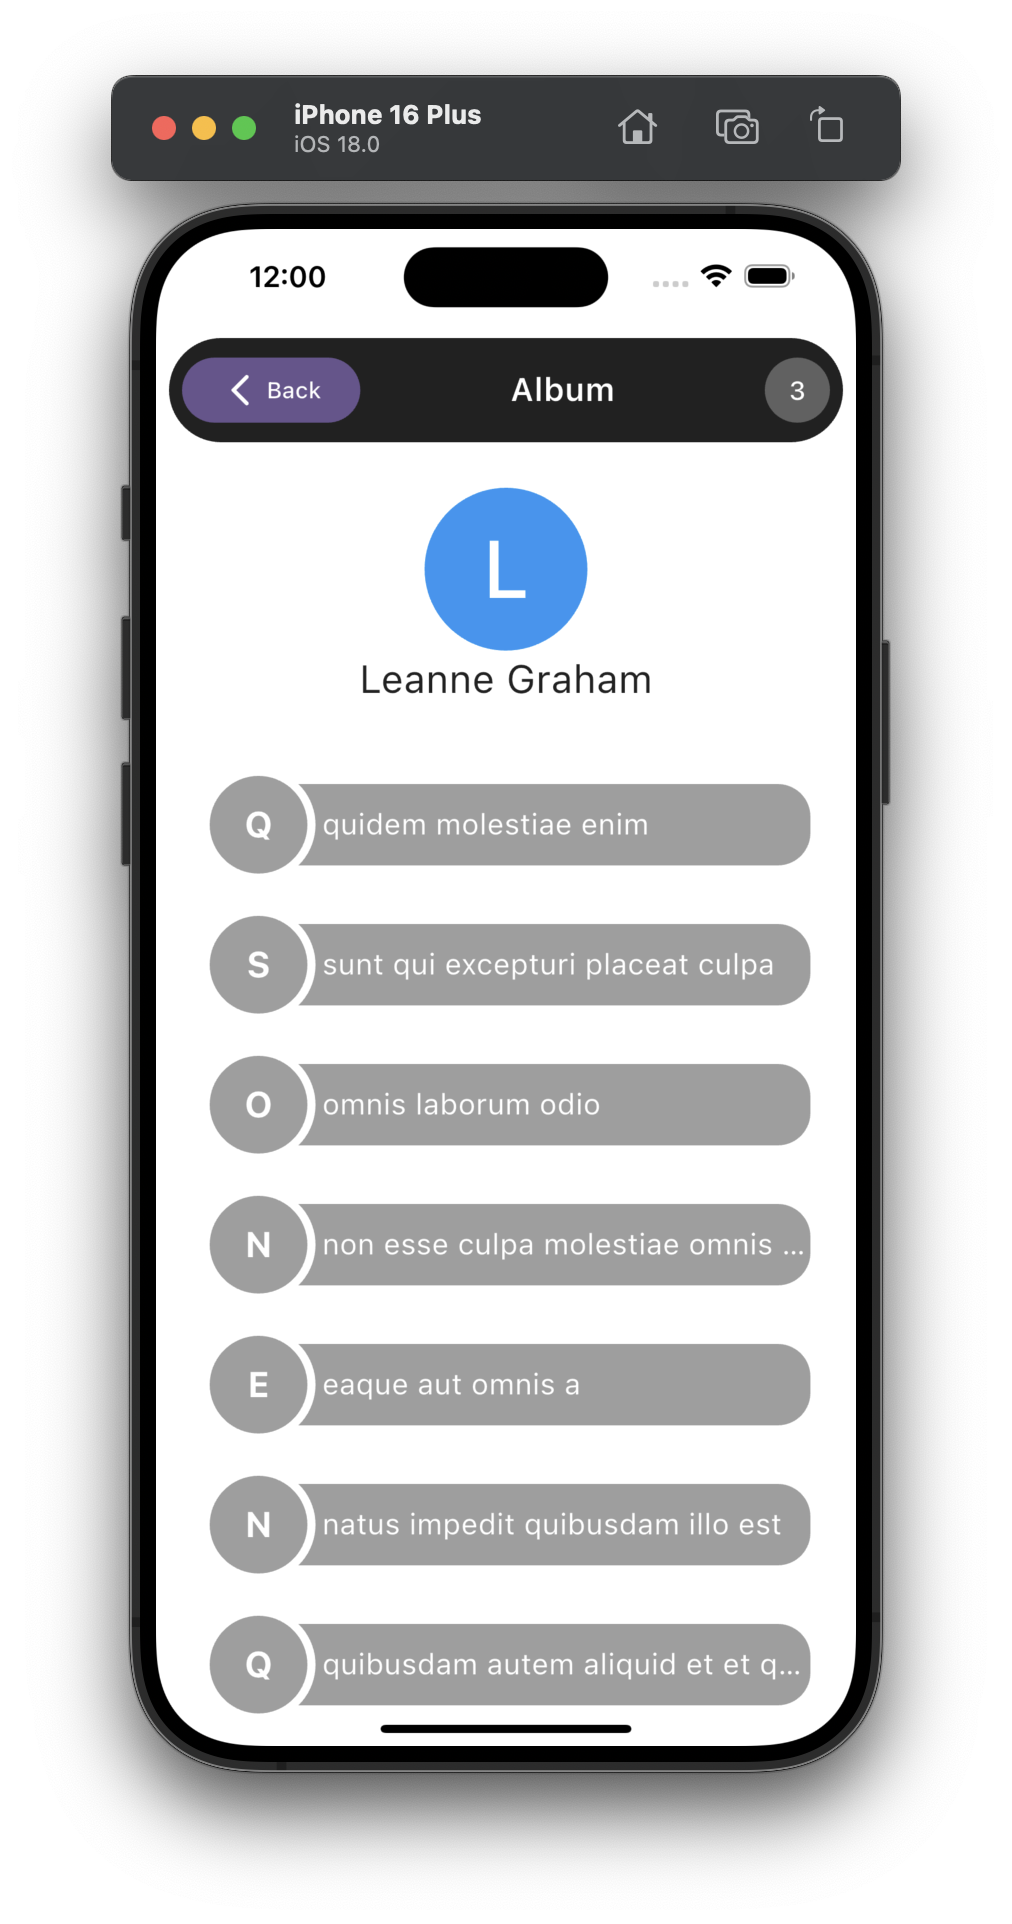 iPhone 16 Plus
iOS 18.0
12:00
Back
Album
3
L
Leanne Graham
Q
quidem molestiae enim
S
sunt qui excepturi placeat culpa
O
omnis laborum odio
N
non esse culpa molestiae omnis ...
E
eaque aut omnis a
N
natus impedit quibusdam illo est
Q
quibusdam autem aliquid et et q...